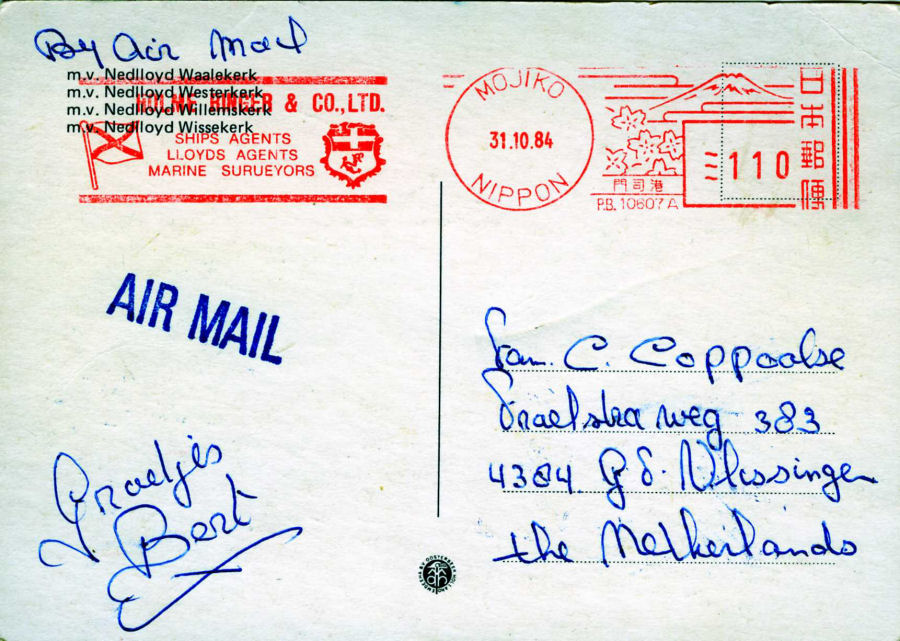 By Air Mail
m.v. Nedlloyd Waalekerk
m.v. Nedlloyd Westerkerk
m.v. Nedlloyd Willemskerk
m.v. Nedlloyd Wissekerk
HOLME RINGER & CO., LTD.
SHIPS AGENTS
LLOYDS AGENTS
MARINE SURUEYORS
MOJIKO
31.10.84
NIPPON
門司港
P.B. 10607 A
110
日本郵便
AIR MAIL
Fam. C. Coppoolse
383
4384 Vlissingen
the Netherlands
Groetjes
Bert